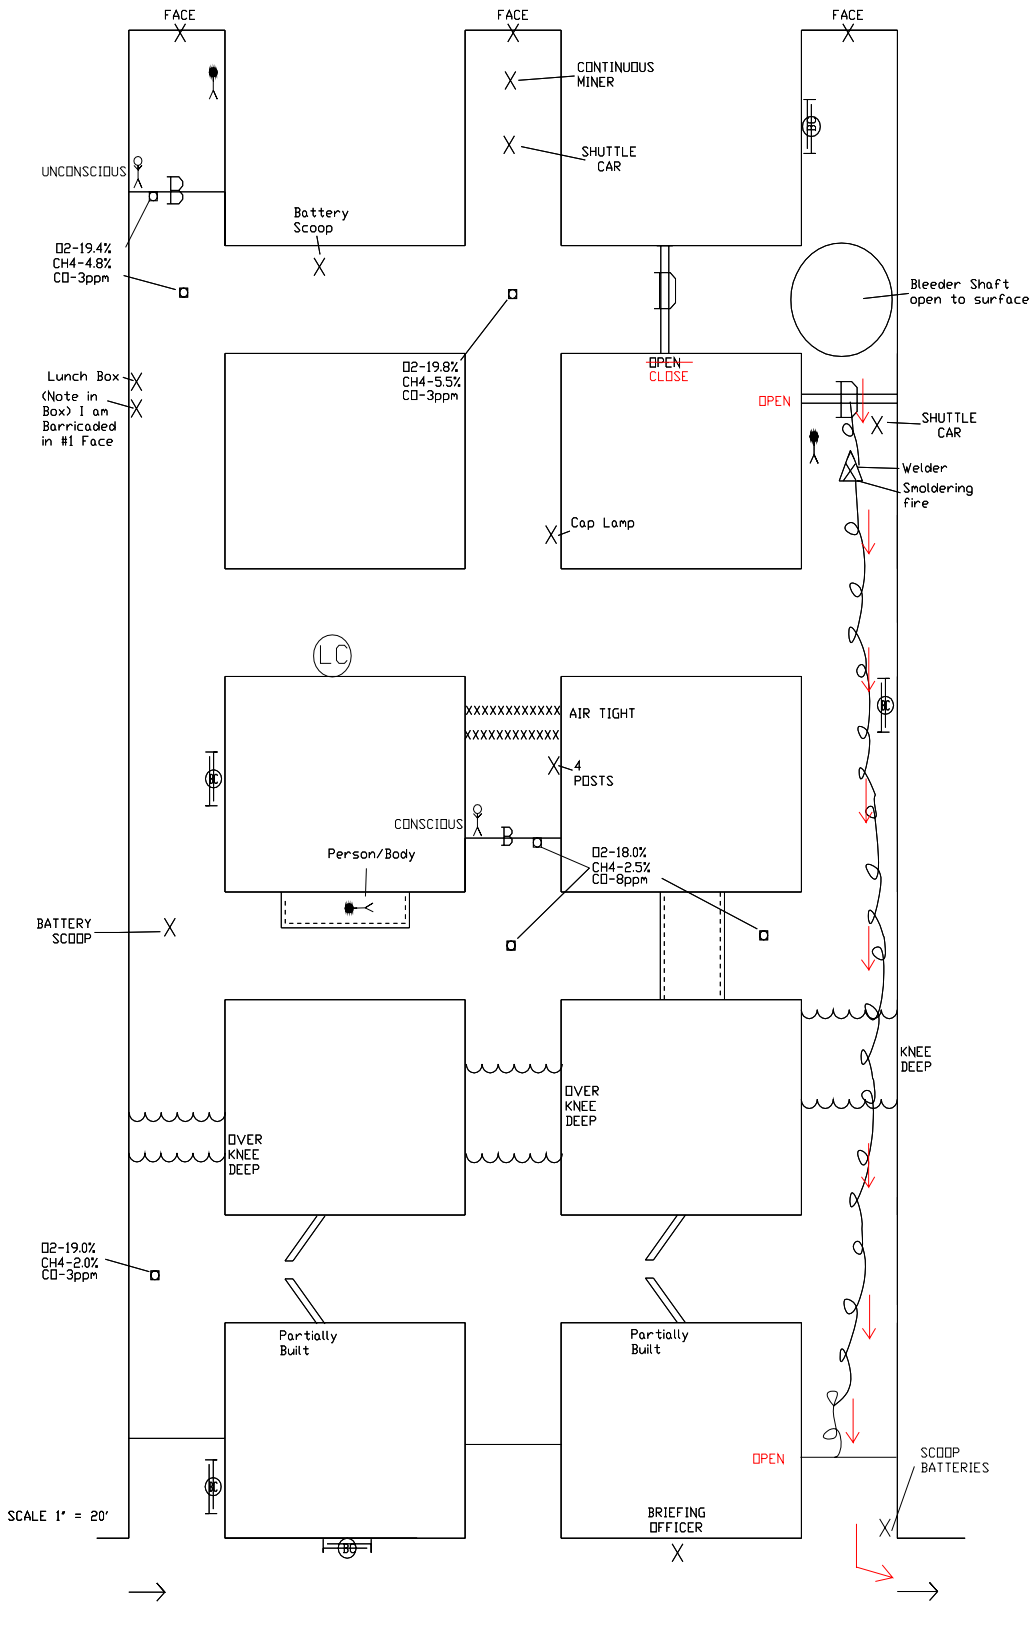 FACE
FACE
FACE
CONTINUOUS
MINER
BC
SHUTTLE
CAR
UNCONSCIOUS
B
Battery
Scoop
O2-19.4%
CH4-4.8%
CO-3ppm
D
Bleeder Shaft
open to surface
OPEN
CLOSE
O2-19.8%
CH4-5.5%
CO-3ppm
Lunch Box
(Note in
Box) I am
Barricaded
in #1 Face
OPEN
D
SHUTTLE
CAR
Welder
Smoldering
fire
Cap Lamp
LC
XXXXXXXXXXXX
AIR TIGHT
XXXXXXXXXXXX
BC
4
POSTS
BC
CONSCIOUS
B
Person/Body
O2-18.0%
CH4-2.5%
CO-8ppm
BATTERY
SCOOP
KNEE
DEEP
OVER
KNEE
DEEP
OVER
KNEE
DEEP
O2-19.0%
CH4-2.0%
CO-3ppm
Partially
Built
Partially
Built
OPEN
SCOOP
BATTERIES
BC
SCALE 1" = 20'
BRIEFING
OFFICER
BC